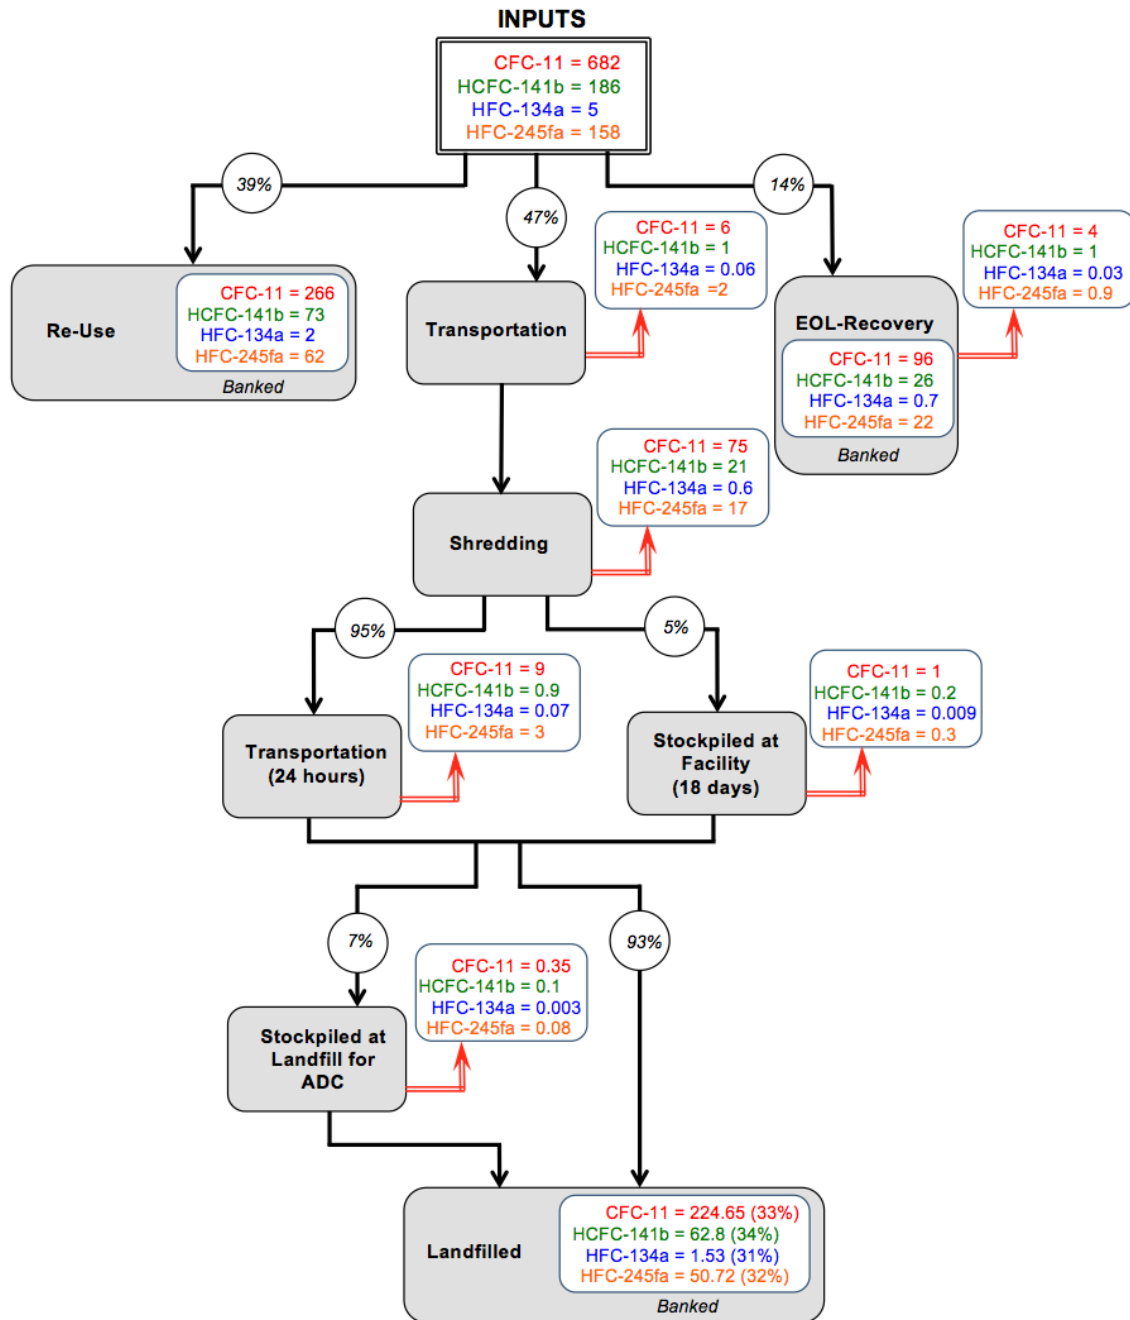 INPUTS
CFC-11 = 682
HCFC-141b = 186
HFC-134a = 5
HFC-245fa = 158
39%
47%
14%
Re-Use
CFC-11 = 266
HCFC-141b = 73
HFC-134a = 2
HFC-245fa = 62
Banked
Transportation
CFC-11 = 6
HCFC-141b = 1
HFC-134a = 0.06
HFC-245fa =2
EOL-Recovery
CFC-11 = 96
HCFC-141b = 26
HFC-134a = 0.7
HFC-245fa = 22
Banked
CFC-11 = 4
HCFC-141b = 1
HFC-134a = 0.03
HFC-245fa = 0.9
Shredding
CFC-11 = 75
HCFC-141b = 21
HFC-134a = 0.6
HFC-245fa = 17
95%
5%
Transportation
(24 hours)
CFC-11 = 9
HCFC-141b = 0.9
HFC-134a = 0.07
HFC-245fa = 3
Stockpiled at
Facility
(18 days)
CFC-11 = 1
HCFC-141b = 0.2
HFC-134a = 0.009
HFC-245fa = 0.3
7%
93%
Stockpiled at
Landfill for
ADC
CFC-11 = 0.35
HCFC-141b = 0.1
HFC-134a = 0.003
HFC-245fa = 0.08
Landfilled
CFC-11 = 224.65 (33%)
HCFC-141b = 62.8 (34%)
HFC-134a = 1.53 (31%)
HFC-245fa = 50.72 (32%)
Banked